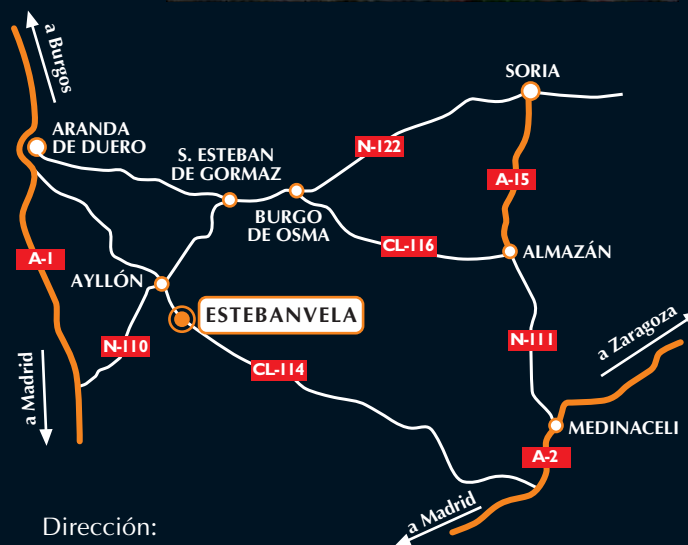 a Burgos
SORIA
ARANDA
DE DUERO
N-122
S. ESTEBAN
DE GORMAZ
A-15
BURGO
DE OSMA
CL-116
ALMAZÁN
A-1
AYLLÓN
ESTEBANVELA
a Zaragoza
N-110
N-111
CL-114
a Madrid
MEDINACELI
A-2
a Madrid
Dirección: